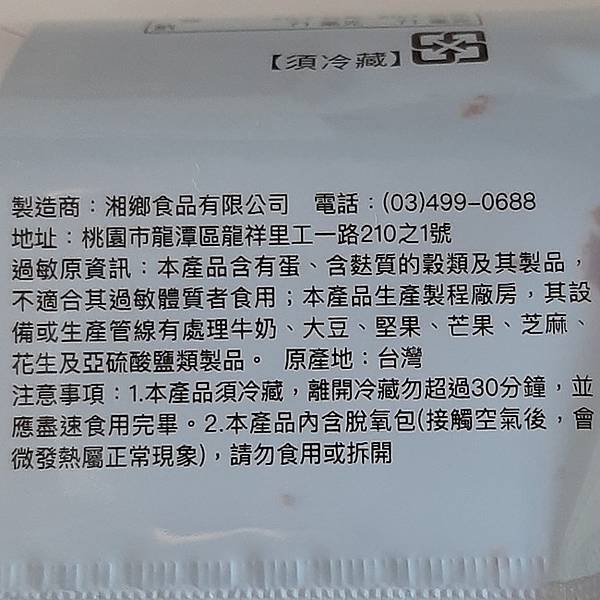 【須冷藏】
製造商：湘鄉食品有限公司　電話：(03)499-0688
地址：桃園市龍潭區龍祥里工一路210之1號
過敏原資訊：本產品含有蛋、含麩質的穀類及其製品，
不適合其過敏體質者食用；本產品生產製程廠房，其設
備或生產管線有處理牛奶、大豆、堅果、芒果、芝麻、
花生及亞硫酸鹽類製品。 原產地：台灣
注意事項：1.本產品須冷藏，離開冷藏勿超過30分鐘，並
應盡速食用完畢。2.本產品內含脫氧包(接觸空氣後，會
微發熱屬正常現象)，請勿食用或拆開